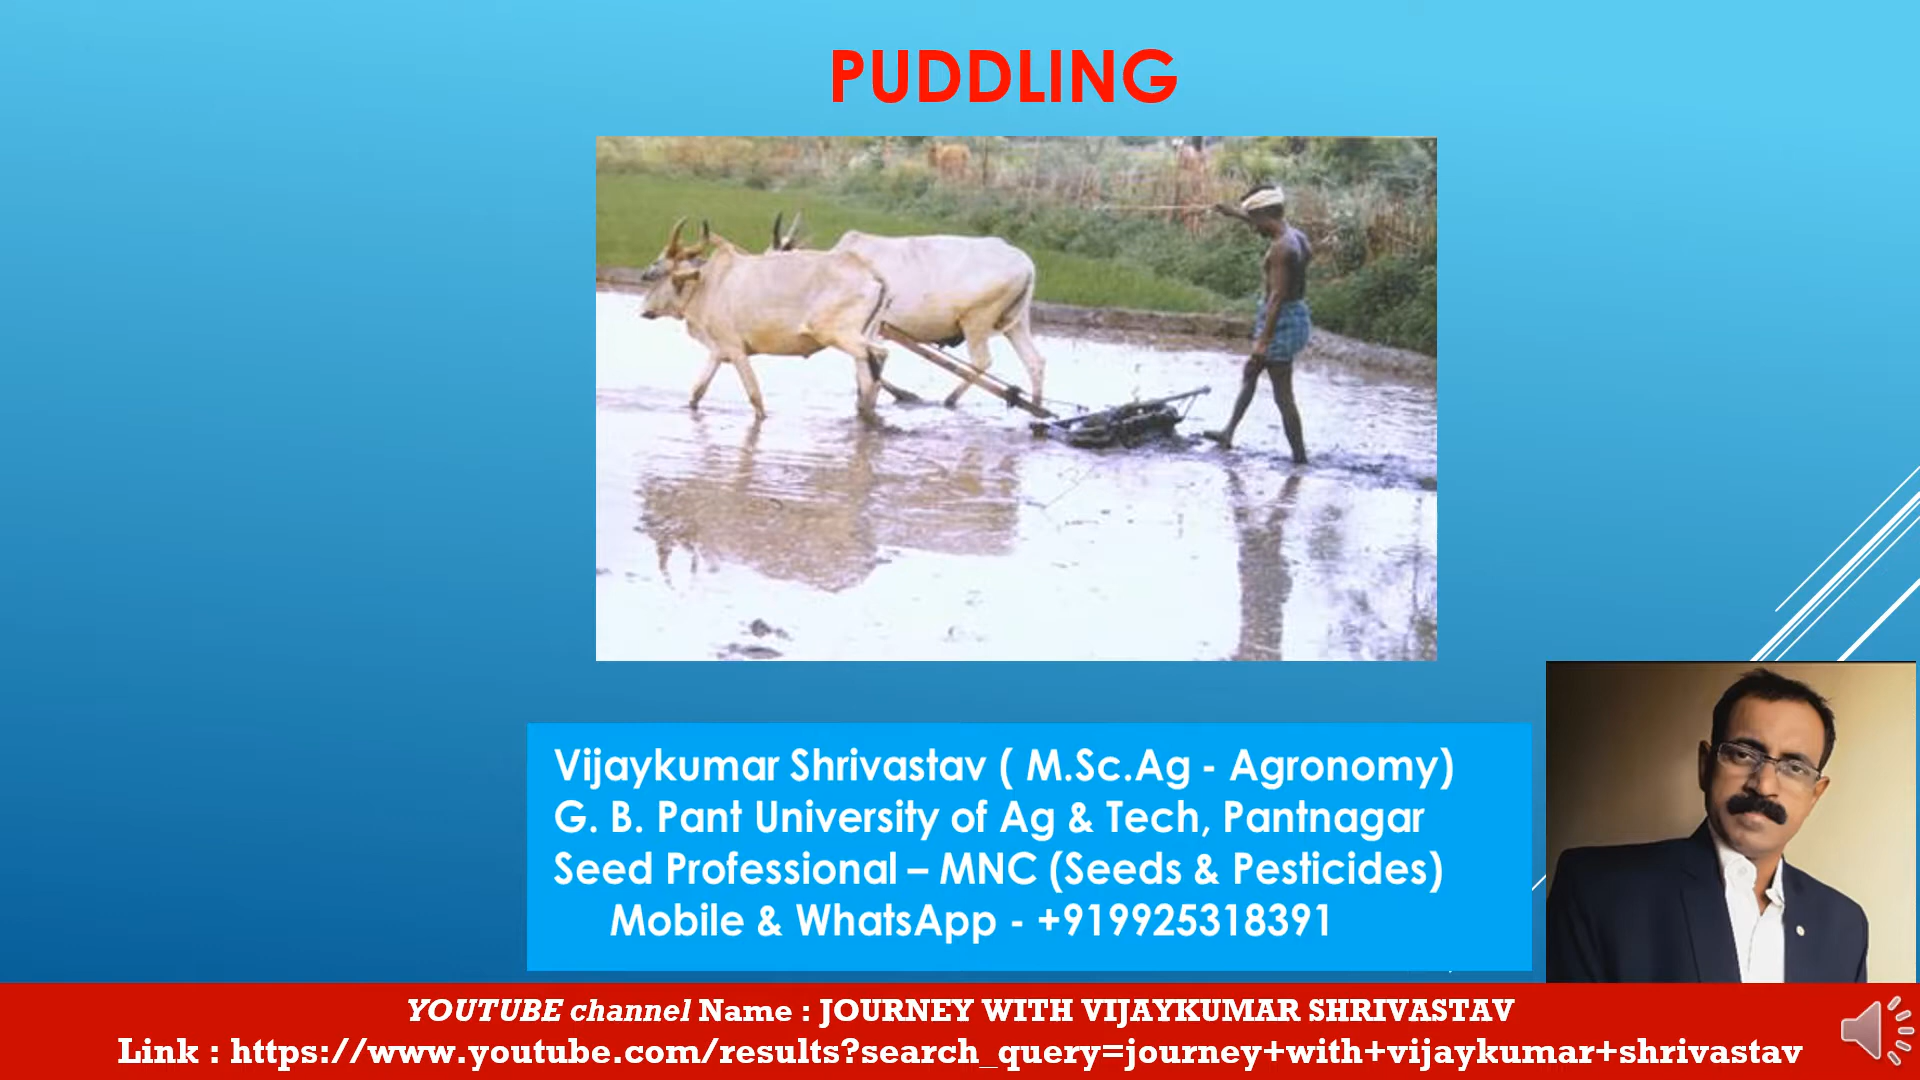 PUDDLING
Vijaykumar Shrivastav ( M.Sc.Ag - Agronomy)
G. B. Pant University of Ag & Tech, Pantnagar
Seed Professional – MNC (Seeds & Pesticides)
Mobile & WhatsApp - +919925318391
YOUTUBE channel Name : JOURNEY WITH VIJAYKUMAR SHRIVASTAV
Link : https://www.youtube.com/results?search_query=journey+with+vijaykumar+shrivastav